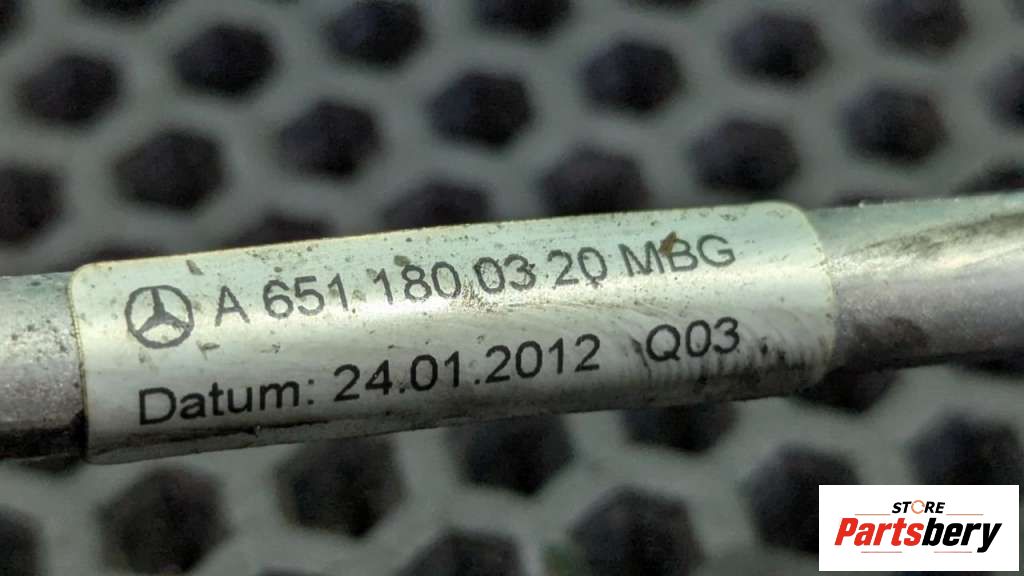 A 651 180 03 20 MBG
Datum: 24.01.2012 Q03
STORE
Partsbery